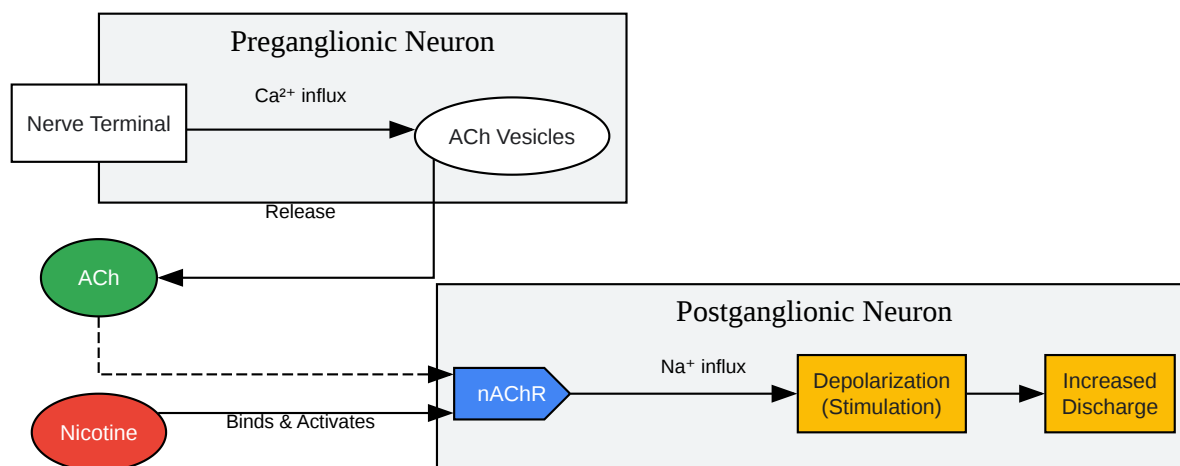 Preganglionic Neuron
Ca²⁺ influx
Nerve Terminal
ACh Vesicles
Release
ACh
Postganglionic Neuron
Na⁺ influx
nAChR
Depolarization
(Stimulation)
Increased
Discharge
Binds & Activates
Nicotine